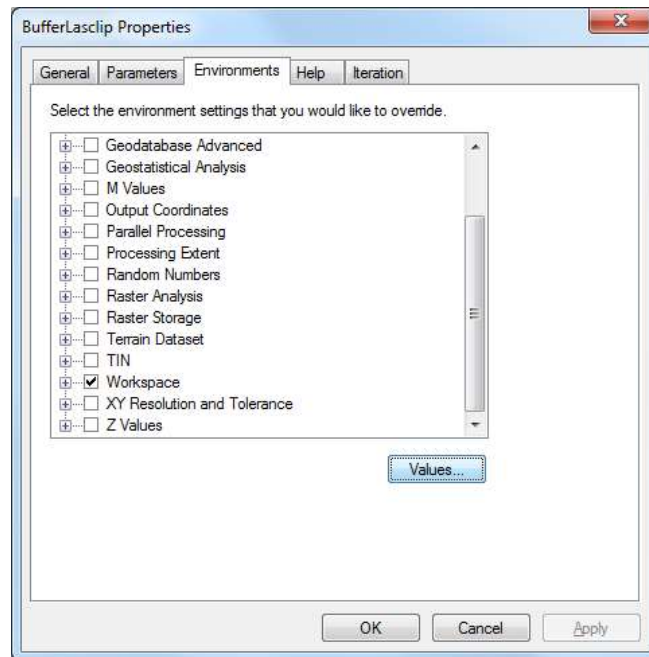 BufferLasclip Properties
General Parameters Environments Help Iteration
Select the environment settings that you would like to override.
Geodatabase Advanced
Geostatistical Analysis
M Values
Output Coordinates
Parallel Processing
Processing Extent
Random Numbers
Raster Analysis
Raster Storage
Terrain Dataset
TIN
Workspace
XY Resolution and Tolerance
Z Values
Values...
OK Cancel Apply